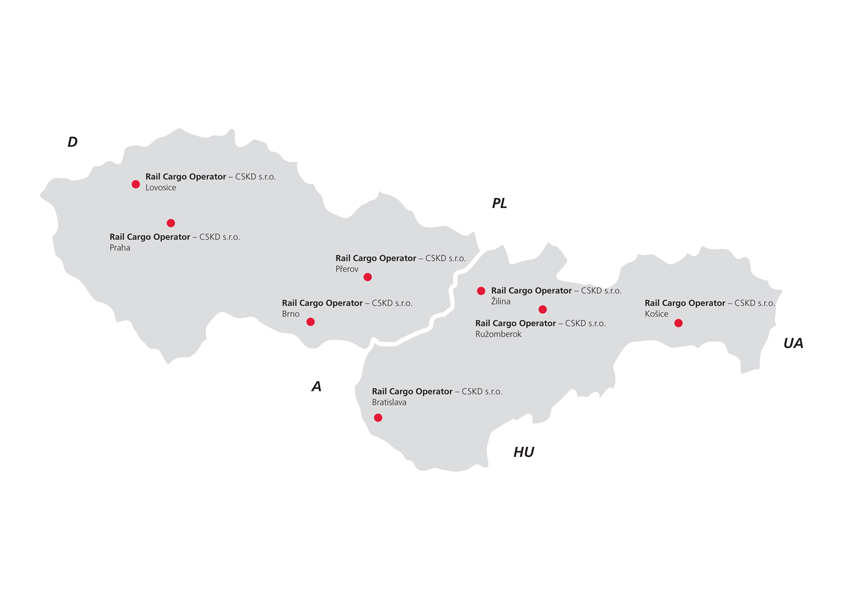 D
Rail Cargo Operator – CSKD s.r.o.
Lovosice
PL
Rail Cargo Operator – CSKD s.r.o.
Praha
Rail Cargo Operator – CSKD s.r.o.
Přerov
Rail Cargo Operator – CSKD s.r.o.
Žilina
Rail Cargo Operator – CSKD s.r.o.
Brno
Rail Cargo Operator – CSKD s.r.o.
Košice
Rail Cargo Operator – CSKD s.r.o.
Ružomberok
UA
A
Rail Cargo Operator – CSKD s.r.o.
Bratislava
HU